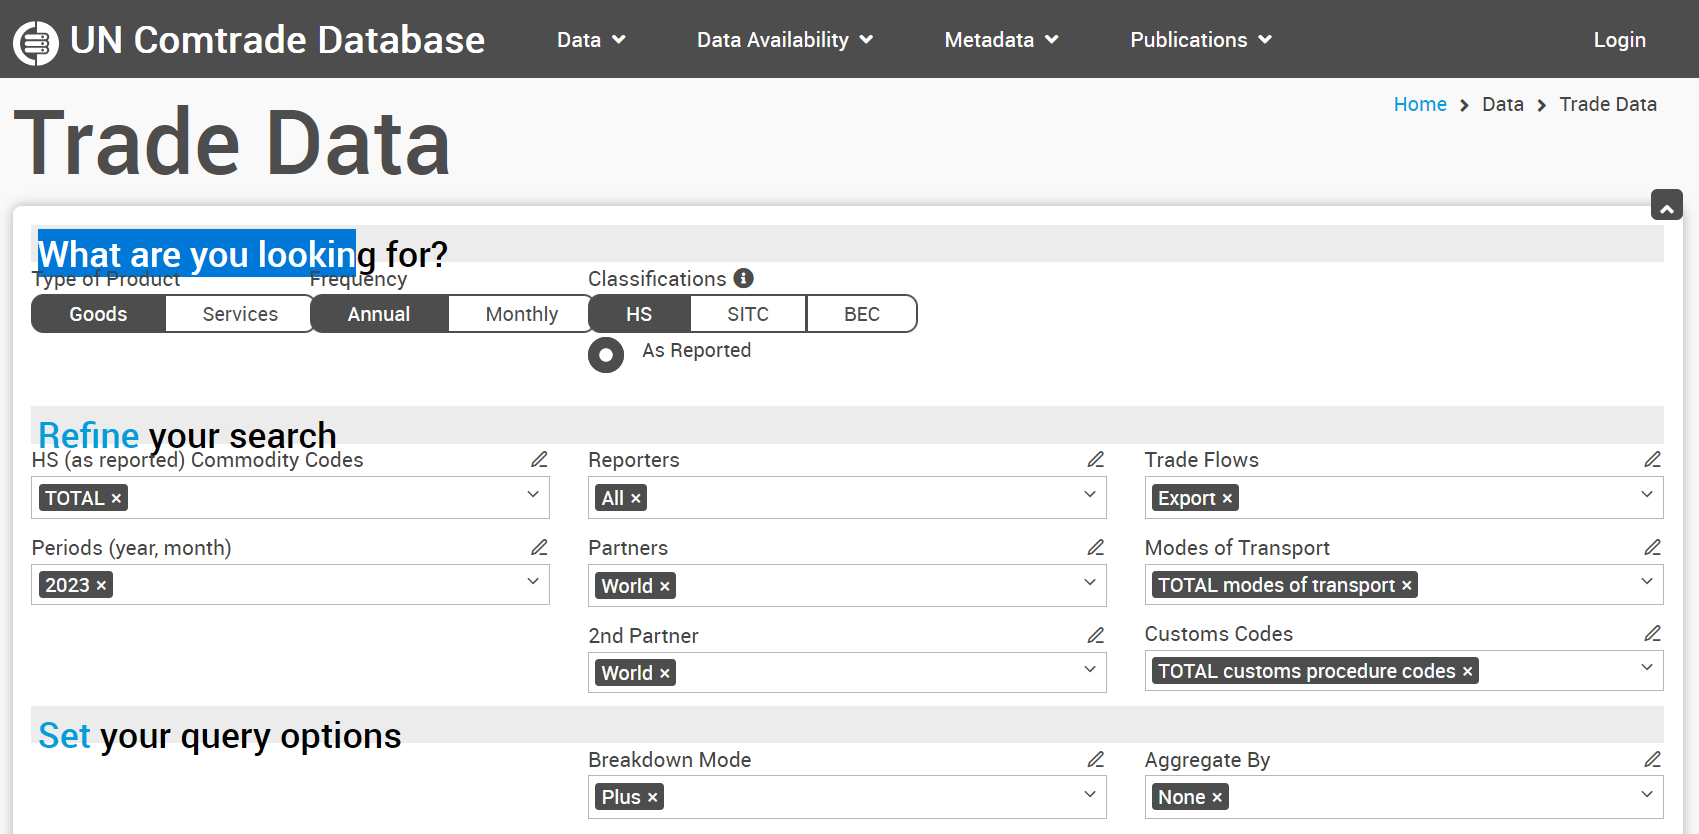 UN Comtrade Database Data Data Availability Metadata Publications Login
Home Data Trade Data
Trade Data
What are you looking for?
Type of Product Frequency Classifications
Goods Services Annual Monthly HS SITC BEC
As Reported
Refine your search
HS (as reported) Commodity Codes Reporters Trade Flows
TOTAL × All × Export ×
Periods (year, month) Partners Modes of Transport
2023 × World × TOTAL modes of transport ×
2nd Partner Customs Codes
World × TOTAL customs procedure codes ×
Set your query options
Breakdown Mode Aggregate By
Plus × None ×